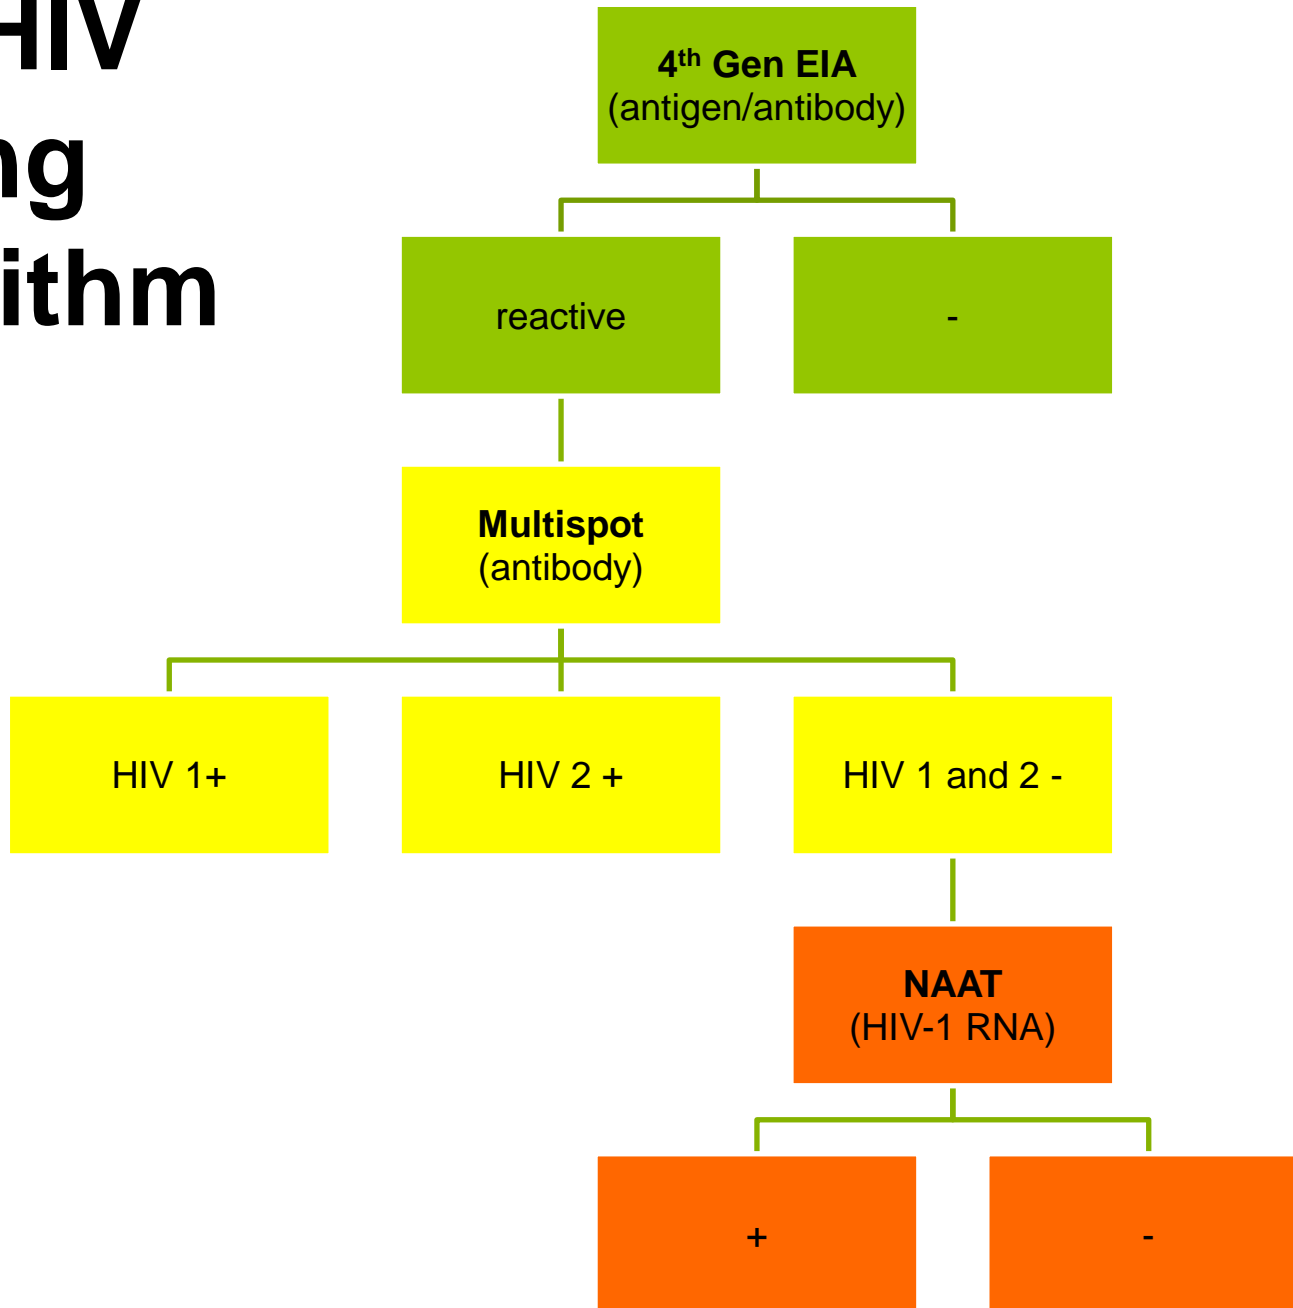 HIV
ng
ithm
4th Gen EIA
(antigen/antibody)
reactive
-
Multispot
(antibody)
HIV 1+
HIV 2 +
HIV 1 and 2 -
NAAT
(HIV-1 RNA)
+
-